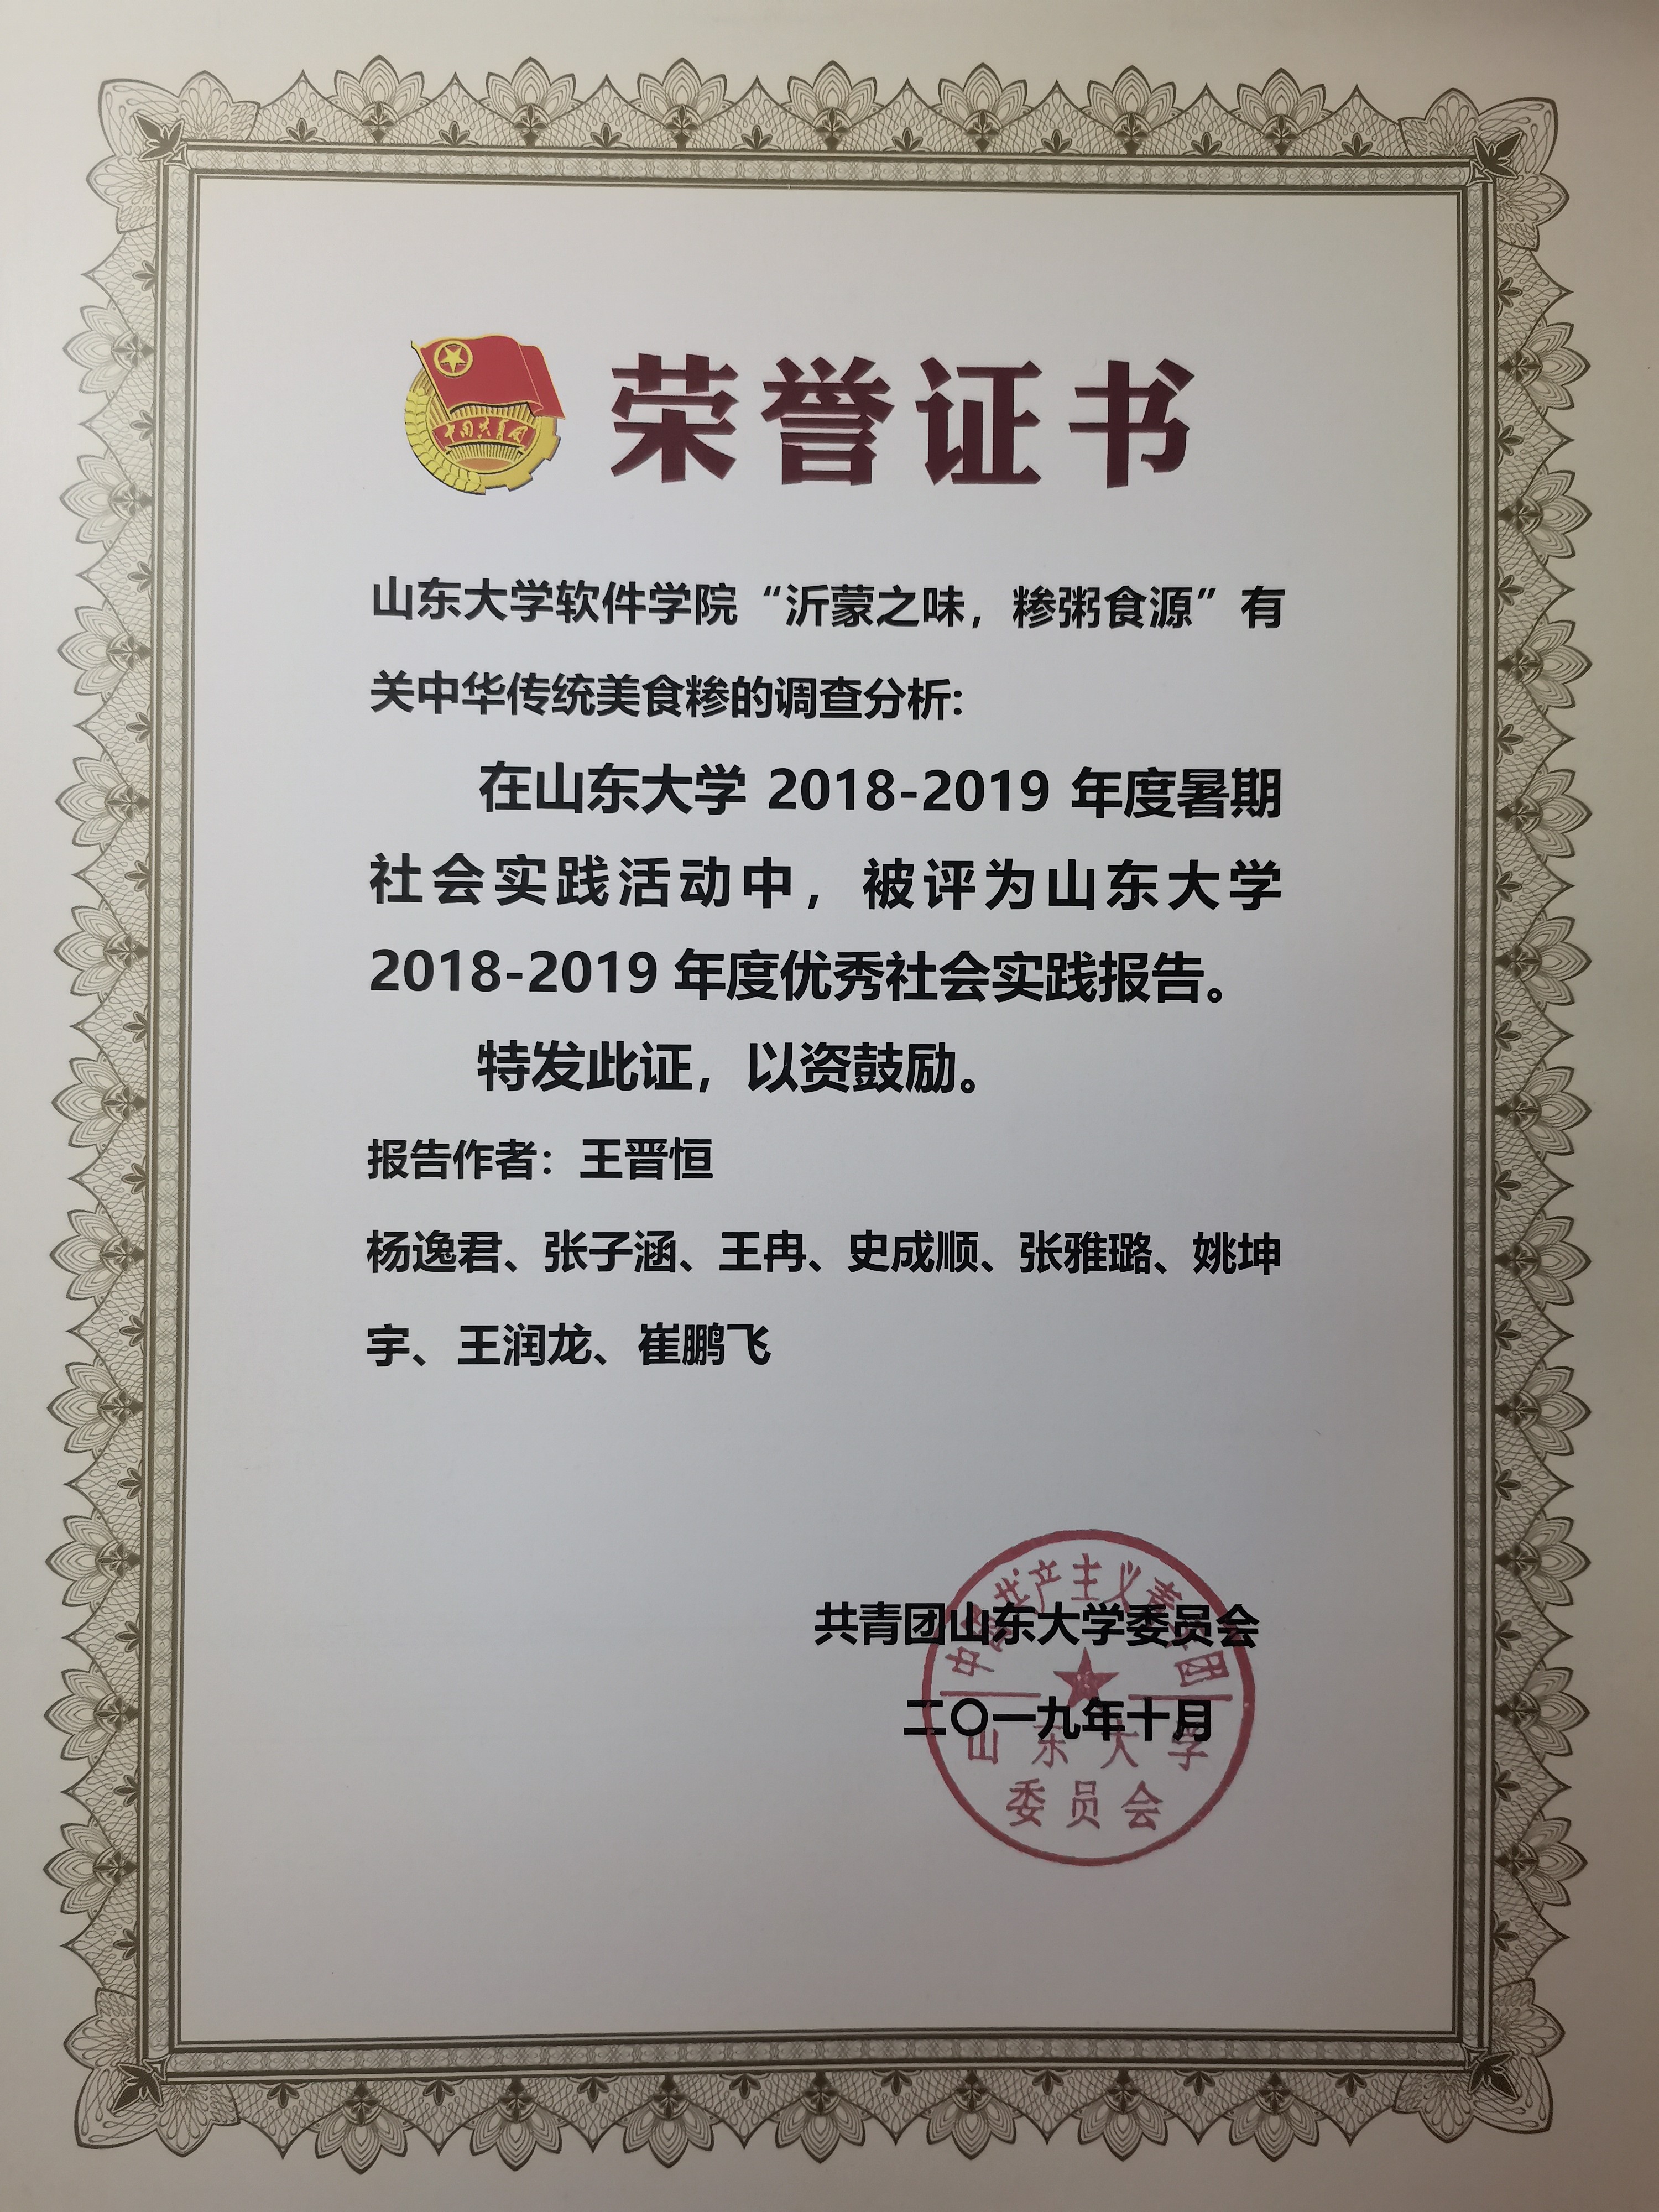 中国共青团
荣誉证书
山东大学软件学院“沂蒙之味，糁粥食源”有
关中华传统美食糁的调查分析:
在山东大学 2018-2019 年度暑期
社会实践活动中，被评为山东大学
2018-2019 年度优秀社会实践报告。
特发此证，以资鼓励。
报告作者：王晋恒
杨逸君、张子涵、王冉、史成顺、张雅璐、姚坤
宇、王润龙、崔鹏飞
中国共产主义青年团
共青团山东大学委员会
二〇一九年十月
山东大学
委员会